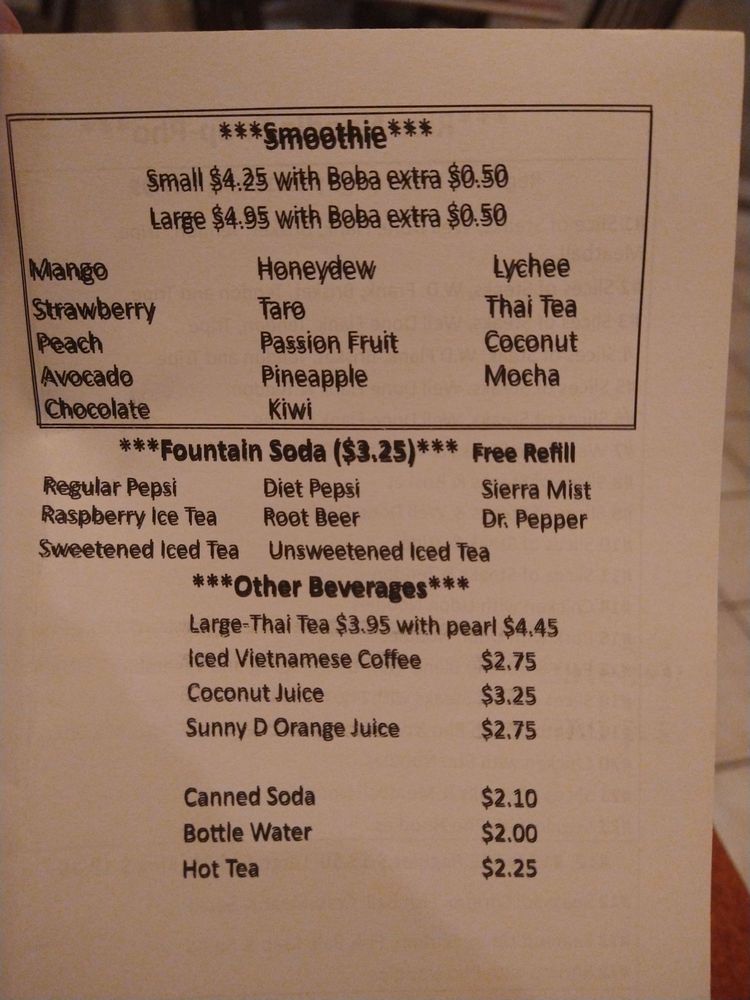 ***Smoothie***
Small $4.25 with Boba extra $0.50
Large $4.95 with Boba extra $0.50
Mango Honeydew Lychee
Strawberry Taro Thai Tea
Peach Passion Fruit Coconut
Avocado Pineapple Mocha
Chocolate Kiwi
***Fountain Soda ($3.25)*** Free Refill
Regular Pepsi Diet Pepsi Sierra Mist
Raspberry Ice Tea Root Beer Dr. Pepper
Sweetened Iced Tea Unsweetened Iced Tea
***Other Beverages***
Large-Thai Tea $3.95 with pearl $4.45
Iced Vietnamese Coffee $2.75
Coconut Juice $3.25
Sunny D Orange Juice $2.75
Canned Soda $2.10
Bottle Water $2.00
Hot Tea $2.25